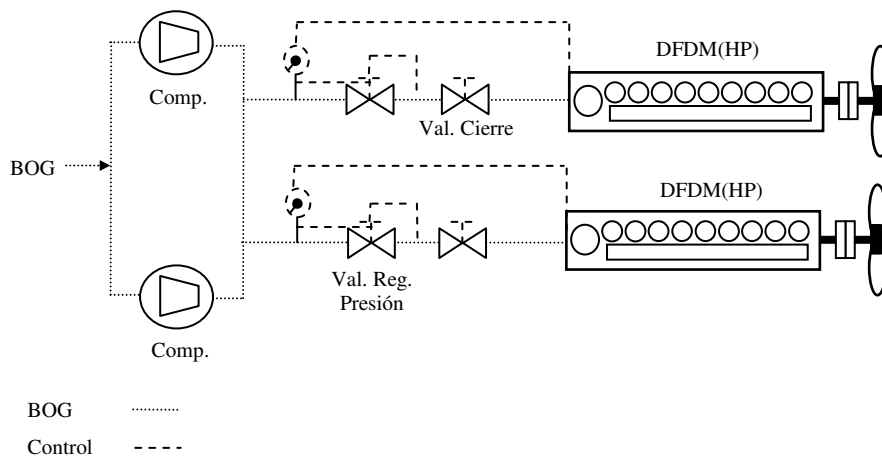 DFDM(HP)
Comp.
Val. Cierre
BOG
DFDM(HP)
Val. Reg.
Presión
Comp.
BOG
Control